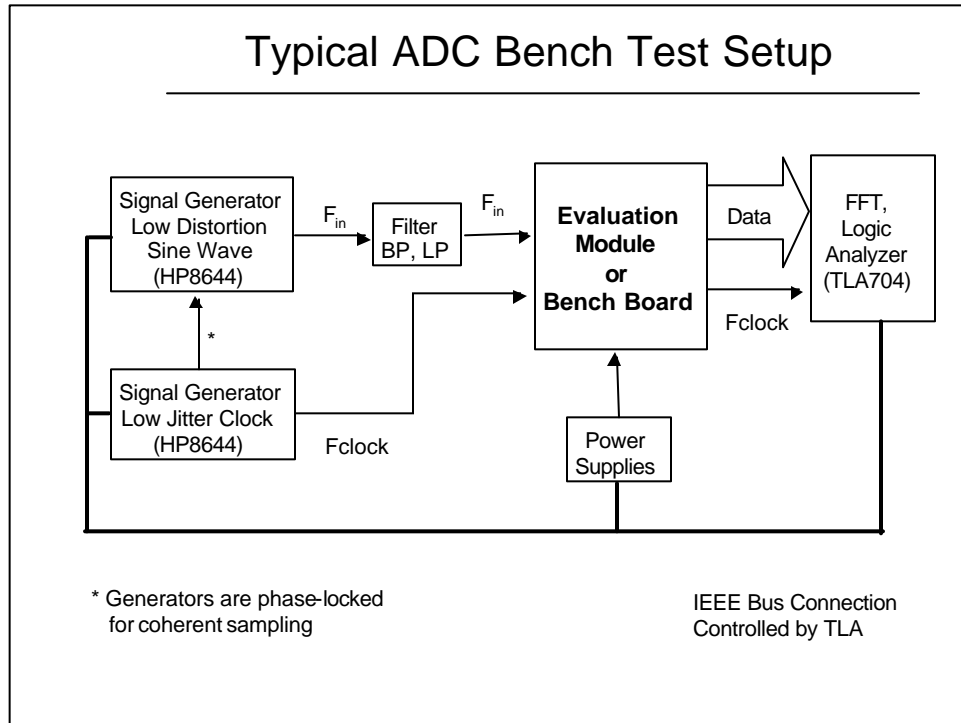 Typical ADC Bench Test Setup
Signal Generator
Low Distortion
Sine Wave
(HP8644)
Fin
Filter
BP, LP
Fin
Evaluation
Module
or
Bench Board
Data
FFT,
Logic
Analyzer
(TLA704)
Fclock
*
Signal Generator
Low Jitter Clock
(HP8644)
Fclock
Power
Supplies
* Generators are phase-locked
for coherent sampling
IEEE Bus Connection
Controlled by TLA